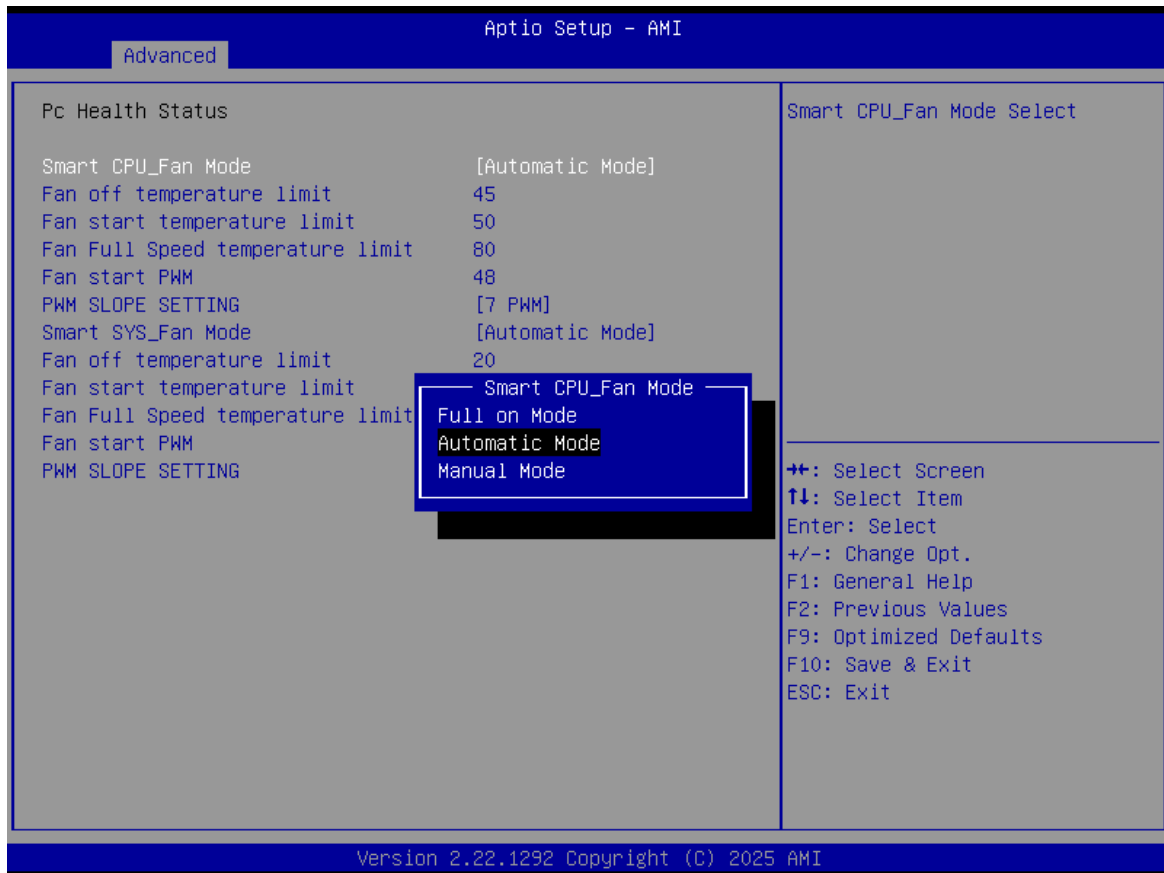 Aptio Setup - AMI
Advanced
Pc Health Status
Smart CPU_Fan Mode [Automatic Mode]
Fan off temperature limit 45
Fan start temperature limit 50
Fan Full Speed temperature limit 80
Fan start PWM 48
PWM SLOPE SETTING [7 PWM]
Smart SYS_Fan Mode [Automatic Mode]
Fan off temperature limit 20
Fan start temperature limit
Fan Full Speed temperature limit
Fan start PWM
PWM SLOPE SETTING
Smart CPU_Fan Mode
Full on Mode
Automatic Mode
Manual Mode
Smart CPU_Fan Mode Select
→←: Select Screen
↑↓: Select Item
Enter: Select
+/-: Change Opt.
F1: General Help
F2: Previous Values
F9: Optimized Defaults
F10: Save & Exit
ESC: Exit
Version 2.22.1292 Copyright (C) 2025 AMI